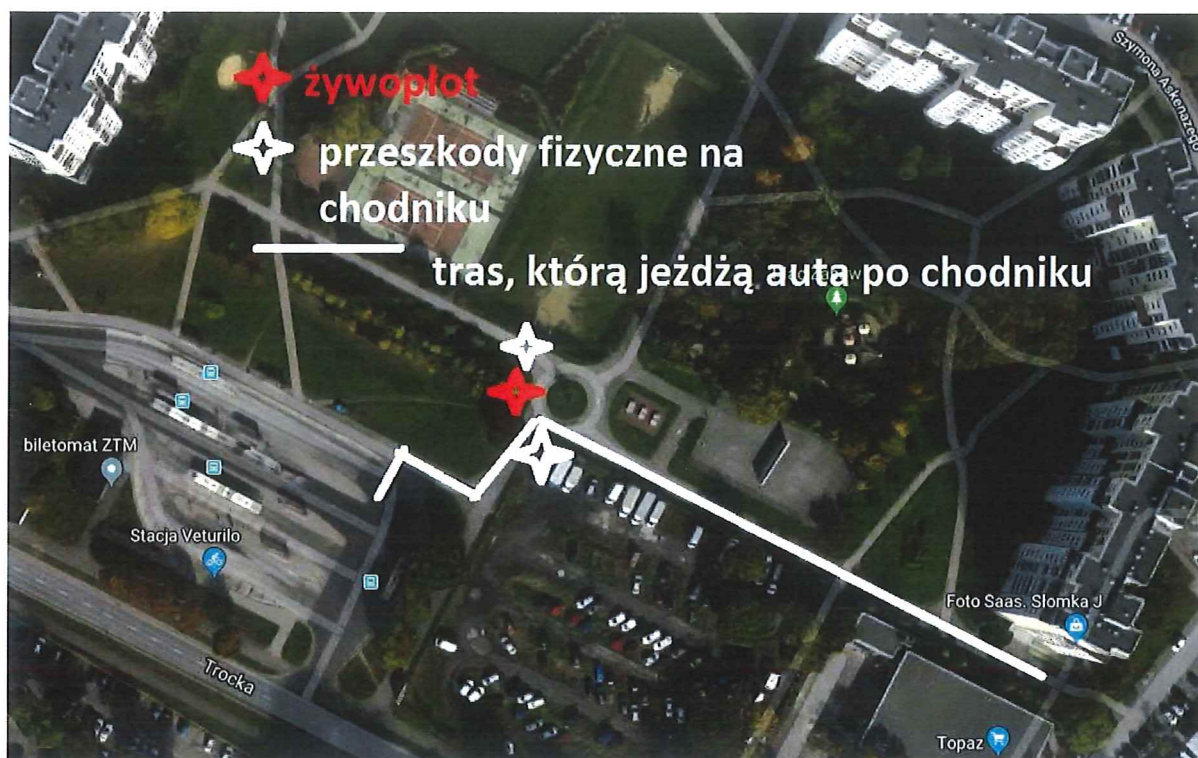 Szymona Askenazego
żywopłot
przeszkody fizyczne na
chodniku
tras, którą jeżdżą auta po chodniku
biletomat ZTM
Stacja Veturilo
Foto Saas. Słomka J
Trocka
Topaz